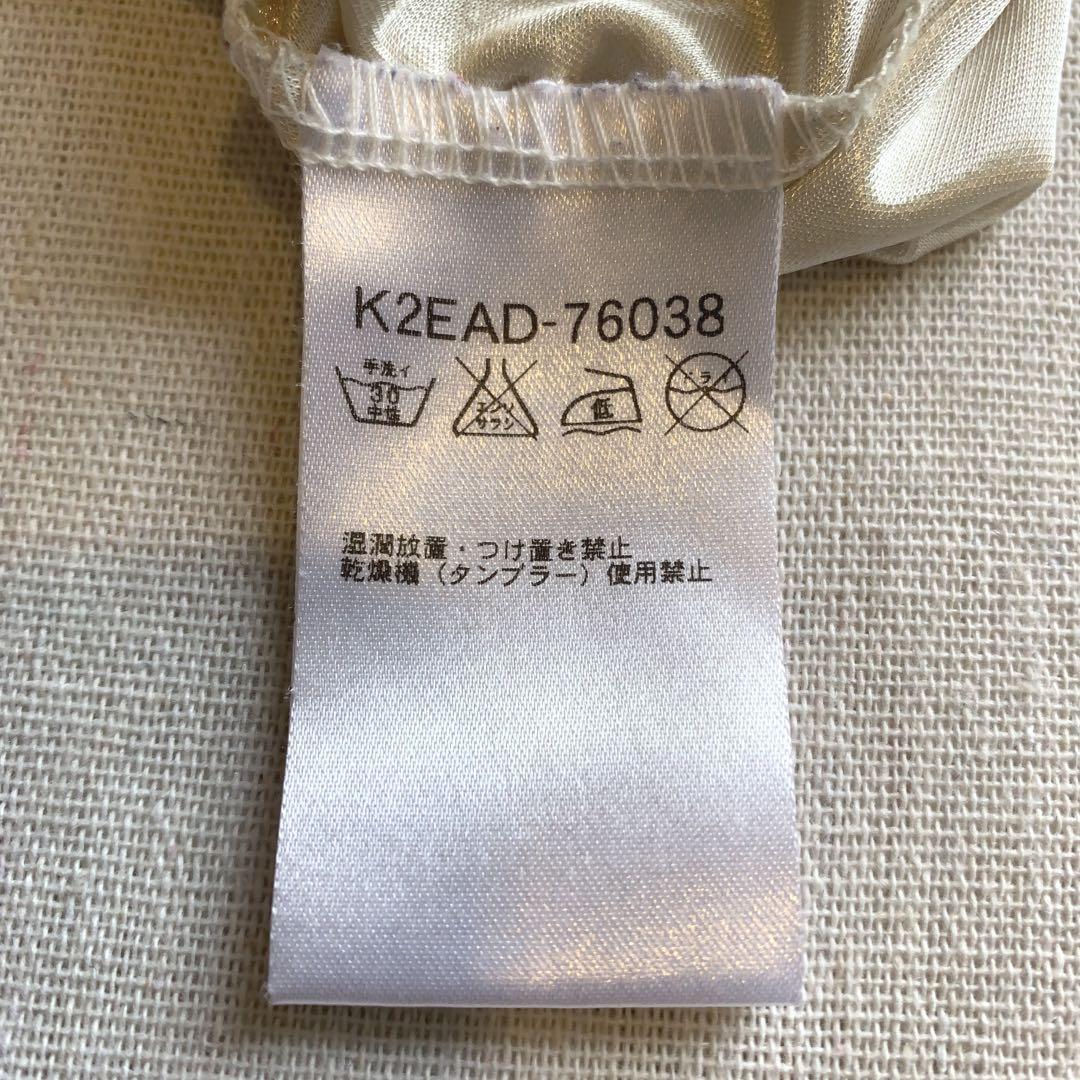 K2EAD-76038
手洗イ
30
中性
エンソ
サラシ
低
ドライ
湿潤放置・つけ置き禁止
乾燥機（タンブラー）使用禁止